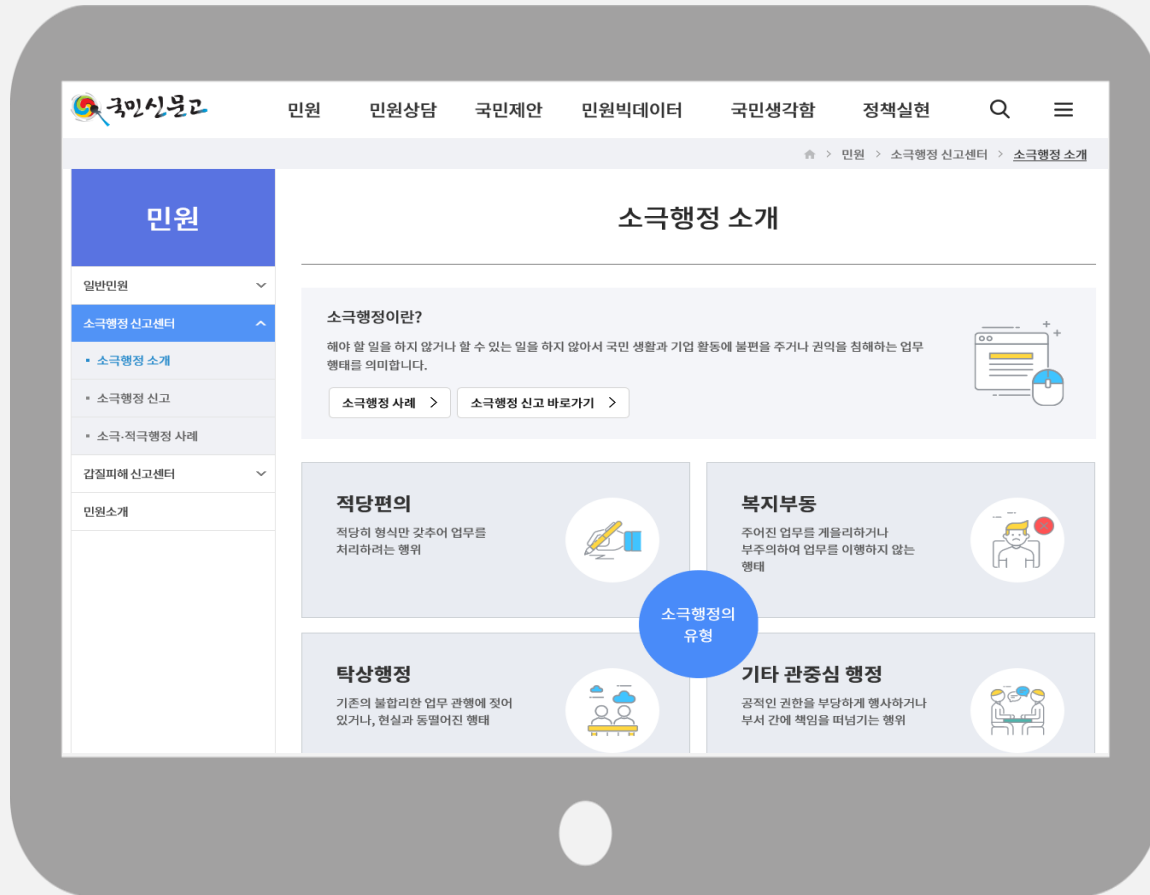 국민신문고
민원 민원상담 국민제안 민원빅데이터 국민생각함 정책실현
민원 > 소극행정 신고센터 > 소극행정 소개
민원
일반민원
소극행정 신고센터
소극행정 소개
소극행정 신고
소극·적극행정 사례
갑질피해 신고센터
민원소개
소극행정 소개
소극행정이란?
해야 할 일을 하지 않거나 할 수 있는 일을 하지 않아서 국민 생활과 기업 활동에 불편을 주거나 권익을 침해하는 업무
행태를 의미합니다.
소극행정 사례 >
소극행정 신고 바로가기 >
적당편의
적당히 형식만 갖추어 업무를
처리하려는 행위
복지부동
주어진 업무를 게을리하거나
부주의하여 업무를 이행하지 않는
행태
소극행정의
유형
탁상행정
기존의 불합리한 업무 관행에 젖어
있거나, 현실과 동떨어진 행태
기타 관중심 행정
공적인 권한을 부당하게 행사하거나
부서 간에 책임을 떠넘기는 행위